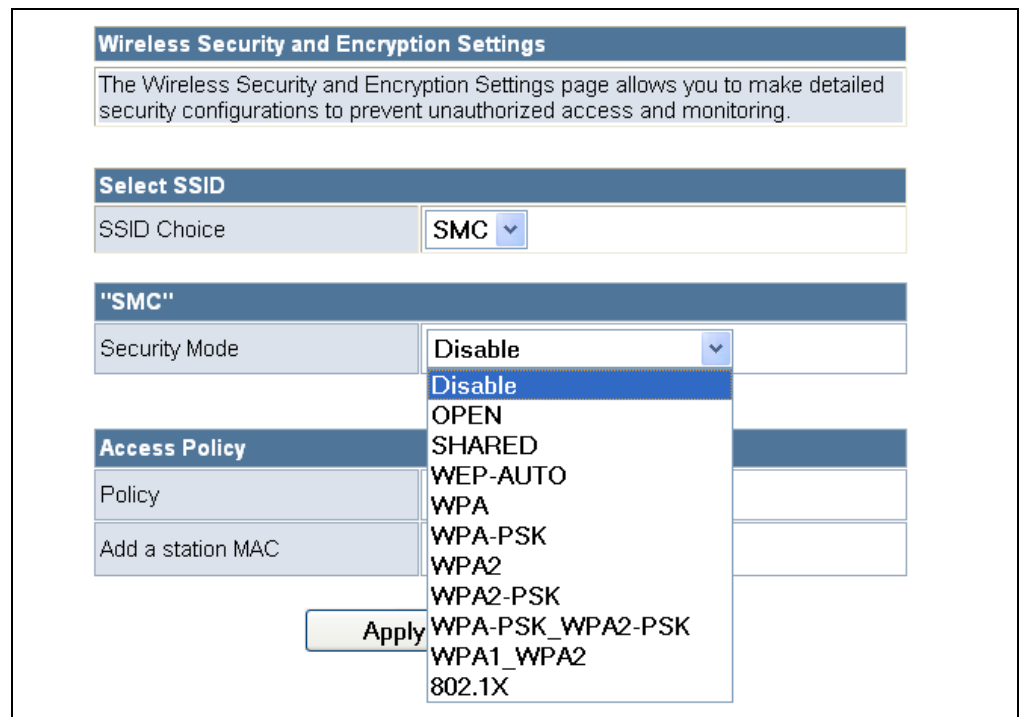 Wireless Security and Encryption Settings
The Wireless Security and Encryption Settings page allows you to make detailed
security configurations to prevent unauthorized access and monitoring.
Select SSID
SSID Choice
SMC
"SMC"
Security Mode
Disable
Disable
OPEN
SHARED
WEP-AUTO
WPA
WPA-PSK
WPA2
WPA2-PSK
WPA-PSK_WPA2-PSK
WPA1_WPA2
802.1X
Access Policy
Policy
Add a station MAC
Apply